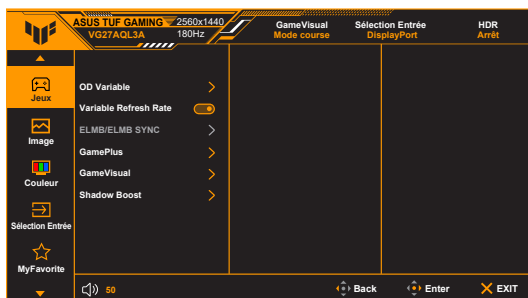 ASUS TUF GAMING 2560x1440
VG27AQL3A 180Hz
GameVisual
Mode course
Sélection Entrée
DisplayPort
HDR
Arrêt
Jeux
Image
Couleur
Sélection Entrée
MyFavorite
OD Variable
Variable Refresh Rate
ELMB/ELMB SYNC
GamePlus
GameVisual
Shadow Boost
50
Back
Enter
EXIT